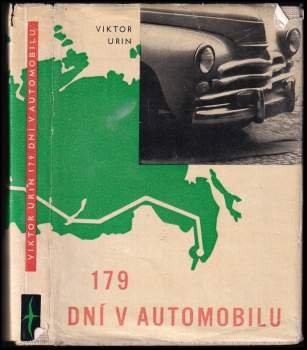 VIKTOR
URIN
179
DNÍ V AUTOMOBILU
VIKTOR URIN 179 DNÍ V AUTOMOBILU